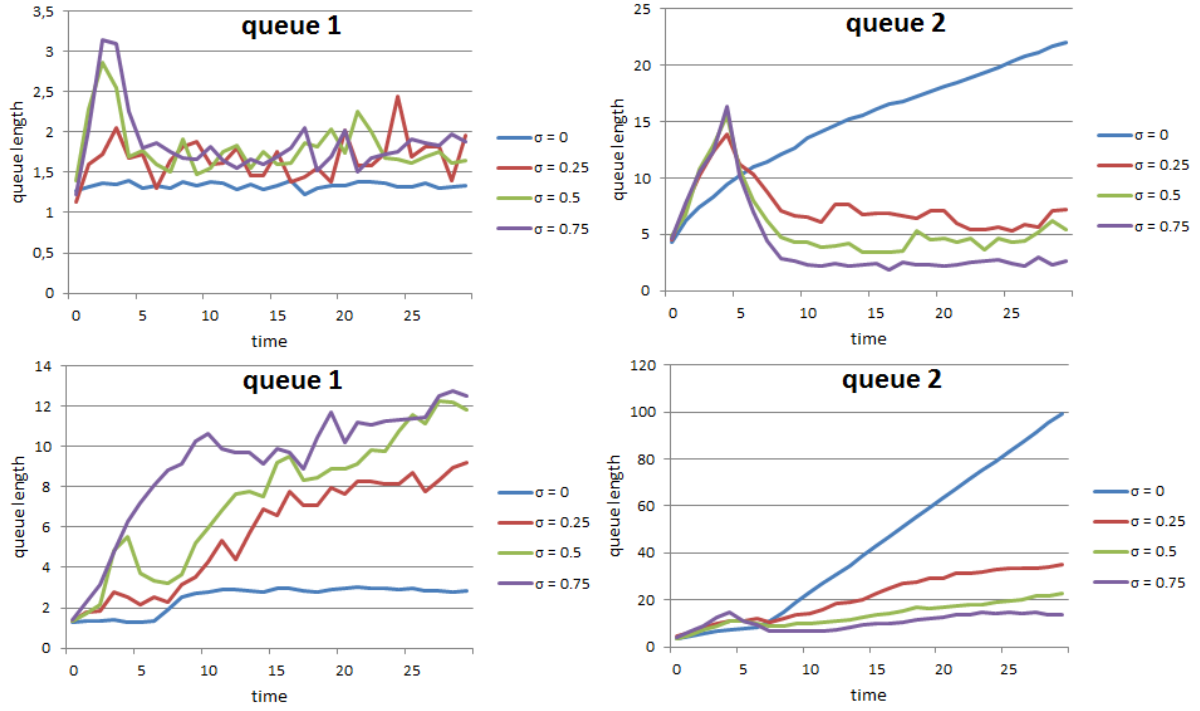 queue 1
3,5
3
2,5
2
1,5
1
0,5
0
queue length
0 5 10 15 20 25
time
σ = 0
σ = 0.25
σ = 0.5
σ = 0.75
queue 2
25
20
15
10
5
0
queue length
0 5 10 15 20 25
time
σ = 0
σ = 0.25
σ = 0.5
σ = 0.75
queue 1
14
12
10
8
6
4
2
0
queue length
0 5 10 15 20 25
time
σ = 0
σ = 0.25
σ = 0.5
σ = 0.75
queue 2
120
100
80
60
40
20
0
queue length
0 5 10 15 20 25
time
σ = 0
σ = 0.25
σ = 0.5
σ = 0.75